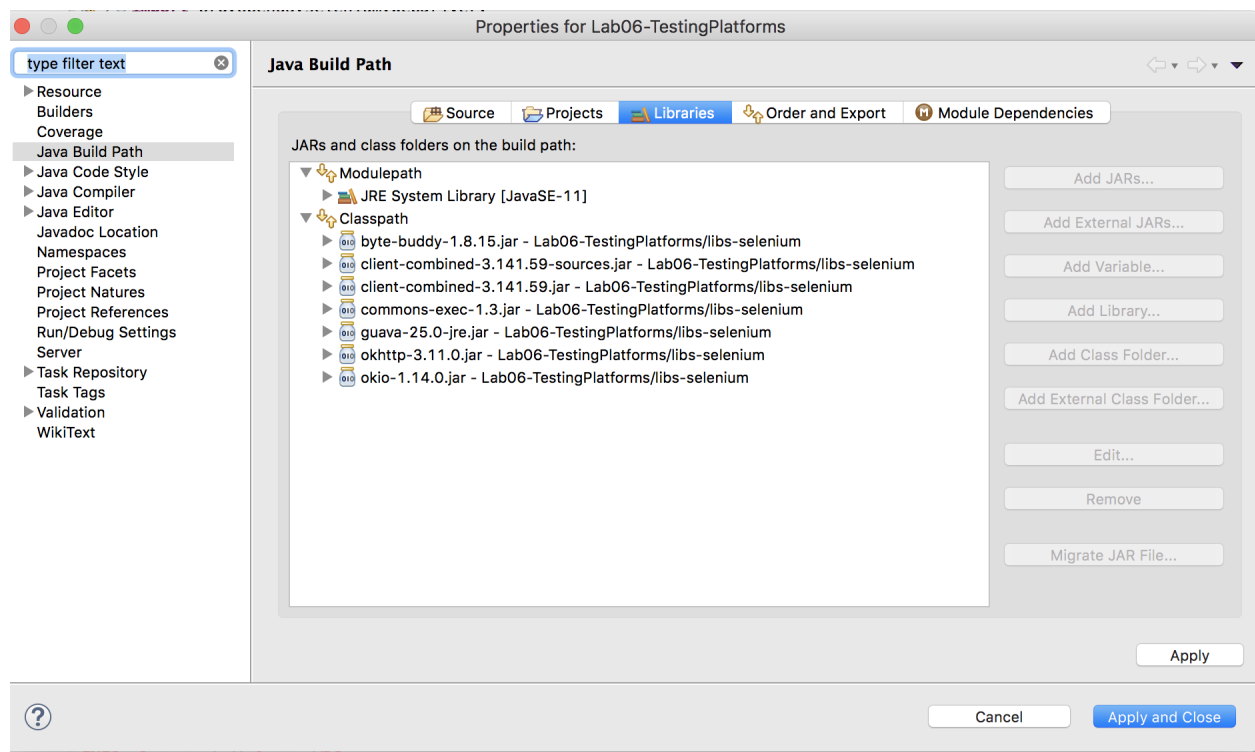 Properties for Lab06-TestingPlatforms
type filter text
Resource
Builders
Coverage
Java Build Path
Java Code Style
Java Compiler
Java Editor
Javadoc Location
Namespaces
Project Facets
Project Natures
Project References
Run/Debug Settings
Server
Task Repository
Task Tags
Validation
WikiText
Java Build Path
Source Projects Libraries Order and Export M Module Dependencies
JARs and class folders on the build path:
Modulepath
JRE System Library [JavaSE-11]
Classpath
byte-buddy-1.8.15.jar - Lab06-TestingPlatforms/libs-selenium
client-combined-3.141.59-sources.jar - Lab06-TestingPlatforms/libs-selenium
client-combined-3.141.59.jar - Lab06-TestingPlatforms/libs-selenium
commons-exec-1.3.jar - Lab06-TestingPlatforms/libs-selenium
guava-25.0-jre.jar - Lab06-TestingPlatforms/libs-selenium
okhttp-3.11.0.jar - Lab06-TestingPlatforms/libs-selenium
okio-1.14.0.jar - Lab06-TestingPlatforms/libs-selenium
Add JARs...
Add External JARs...
Add Variable...
Add Library...
Add Class Folder...
Add External Class Folder...
Edit...
Remove
Migrate JAR File...
Apply
?
Cancel
Apply and Close